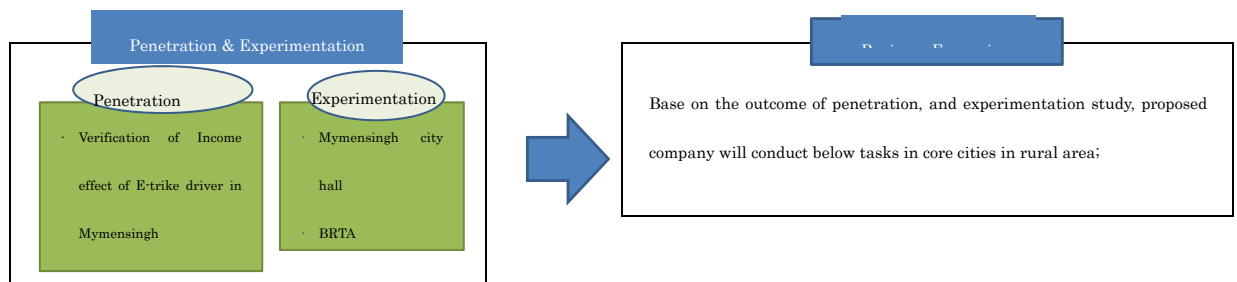 Penetration & Experimentation
Penetration
· Verification of Income
effect of E-trike driver in
Mymensingh
Experimentation
· Mymensingh city
hall
· BRTA
Base on the outcome of penetration, and experimentation study, proposed
company will conduct below tasks in core cities in rural area;